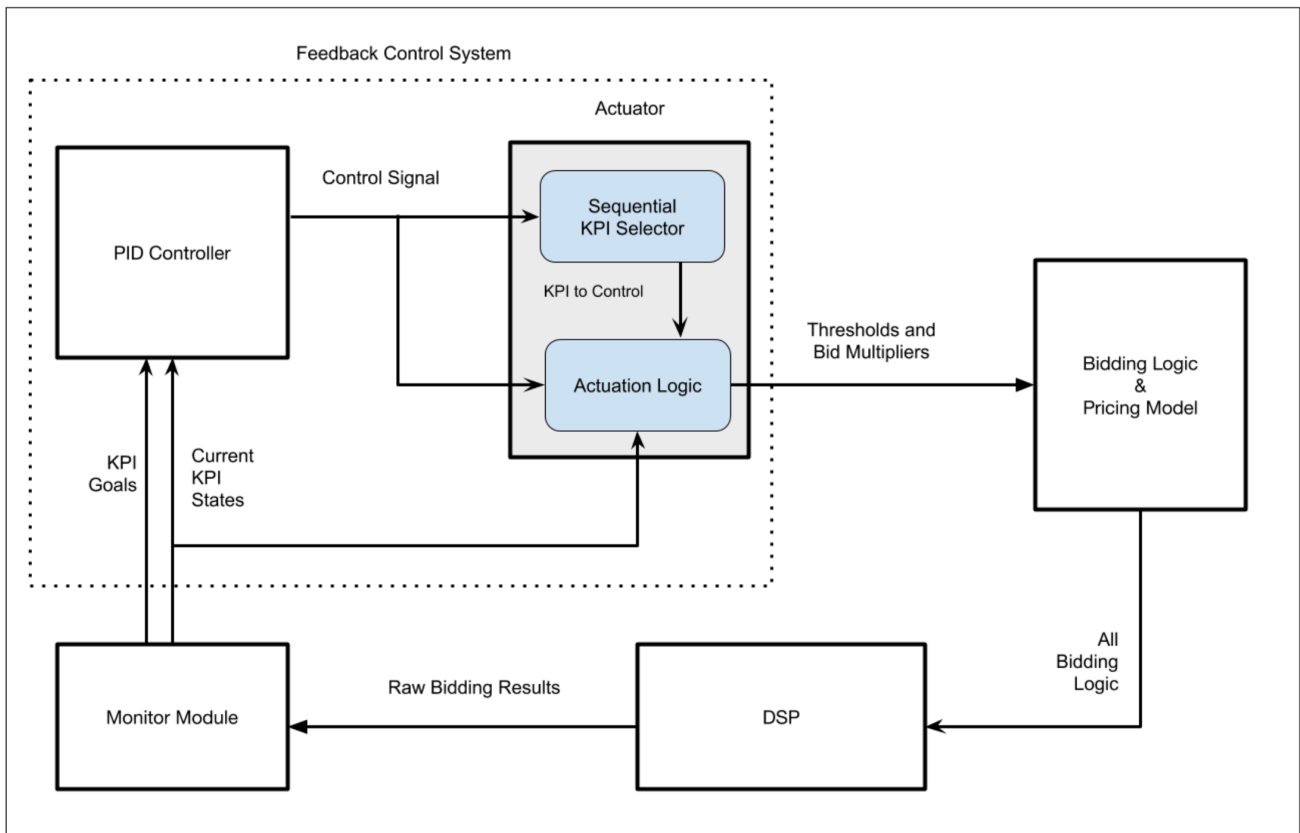 Feedback Control System
Actuator
Control Signal
Sequential
KPI Selector
PID Controller
KPI to Control
Thresholds and
Bid Multipliers
Bidding Logic
&
Pricing Model
Actuation Logic
KPI
Goals
Current
KPI
States
All
Bidding
Logic
Raw Bidding Results
Monitor Module
DSP